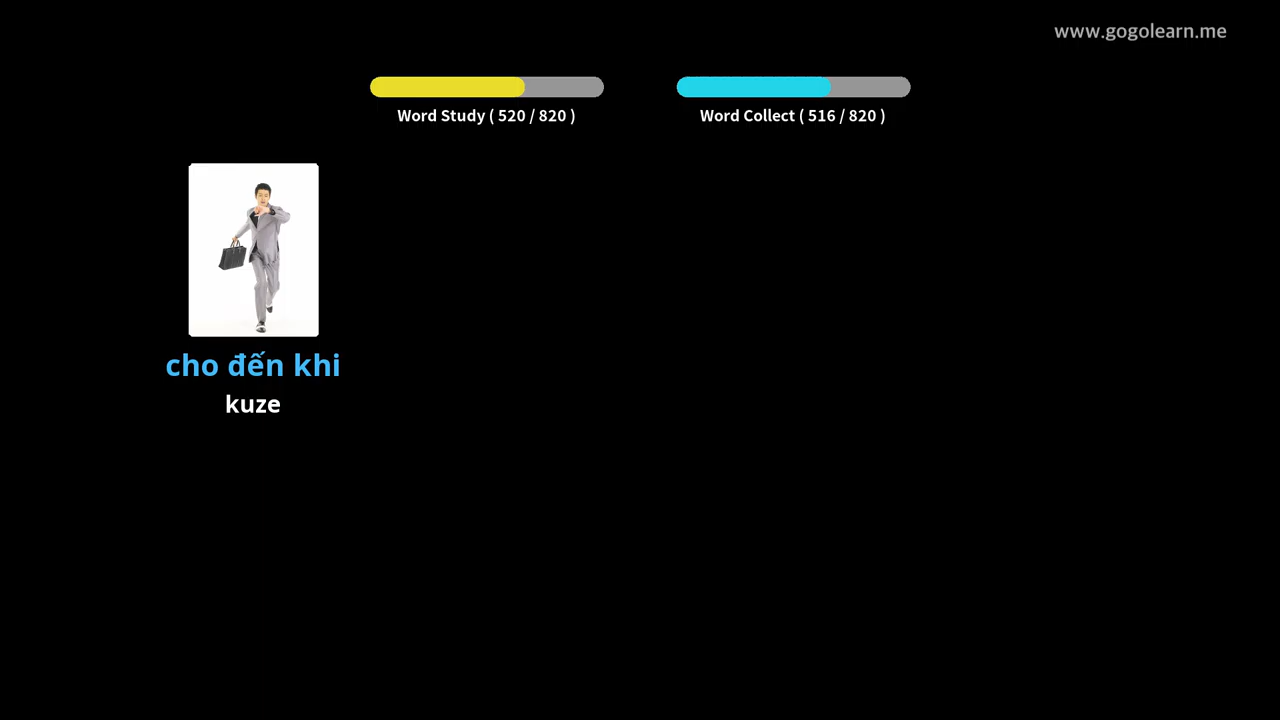 www.gogolearn.me
Word Study ( 520 / 820 )
Word Collect ( 516 / 820 )
cho đến khi
kuze